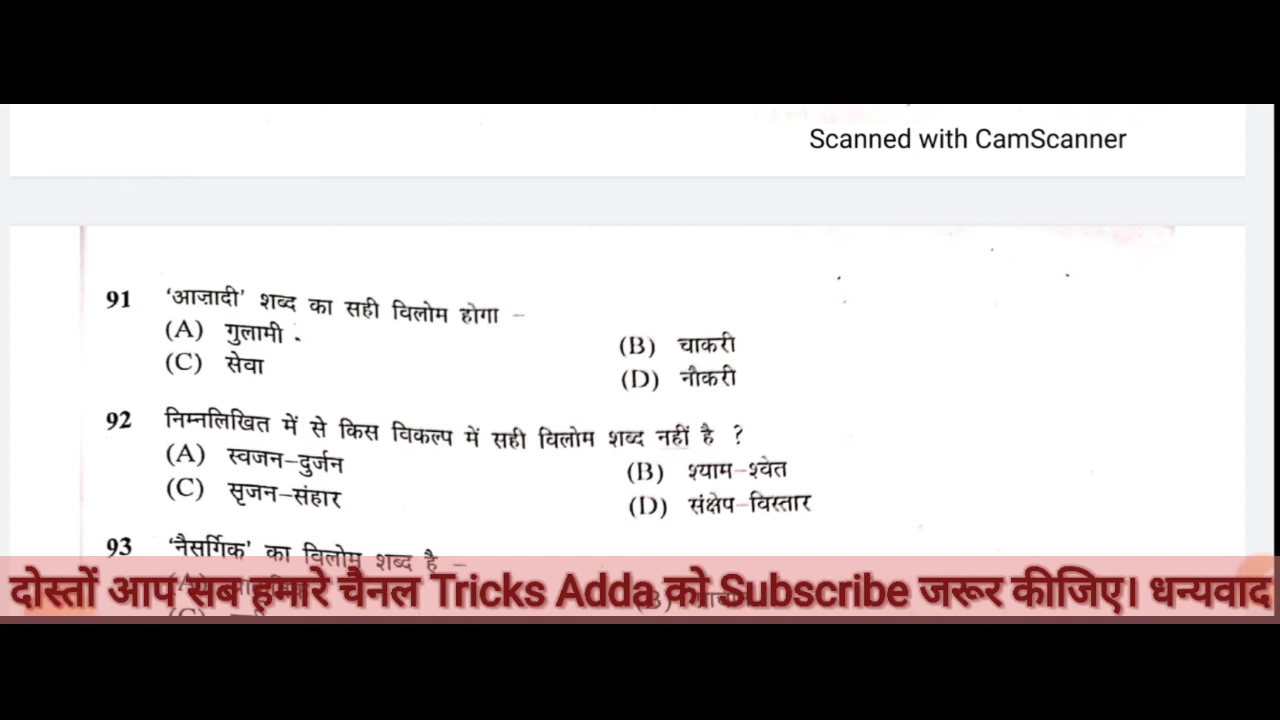 Scanned with CamScanner
91 'आज़ादी' शब्द का सही विलोम होगा –
(A) गुलामी .
(B) चाकरी
(C) सेवा
(D) नौकरी
92 निम्नलिखित में से किस विकल्प में सही विलोम शब्द नहीं है ?
(A) स्वजन–दुर्जन
(B) श्याम–श्वेत
(C) सृजन–संहार
(D) संक्षेप–विस्तार
93 'नैसर्गिक' का विलोम शब्द है –
(A)
(B)
(C)
दोस्तों आप सब हमारे चैनल Tricks Adda को Subscribe जरूर कीजिए। धन्यवाद